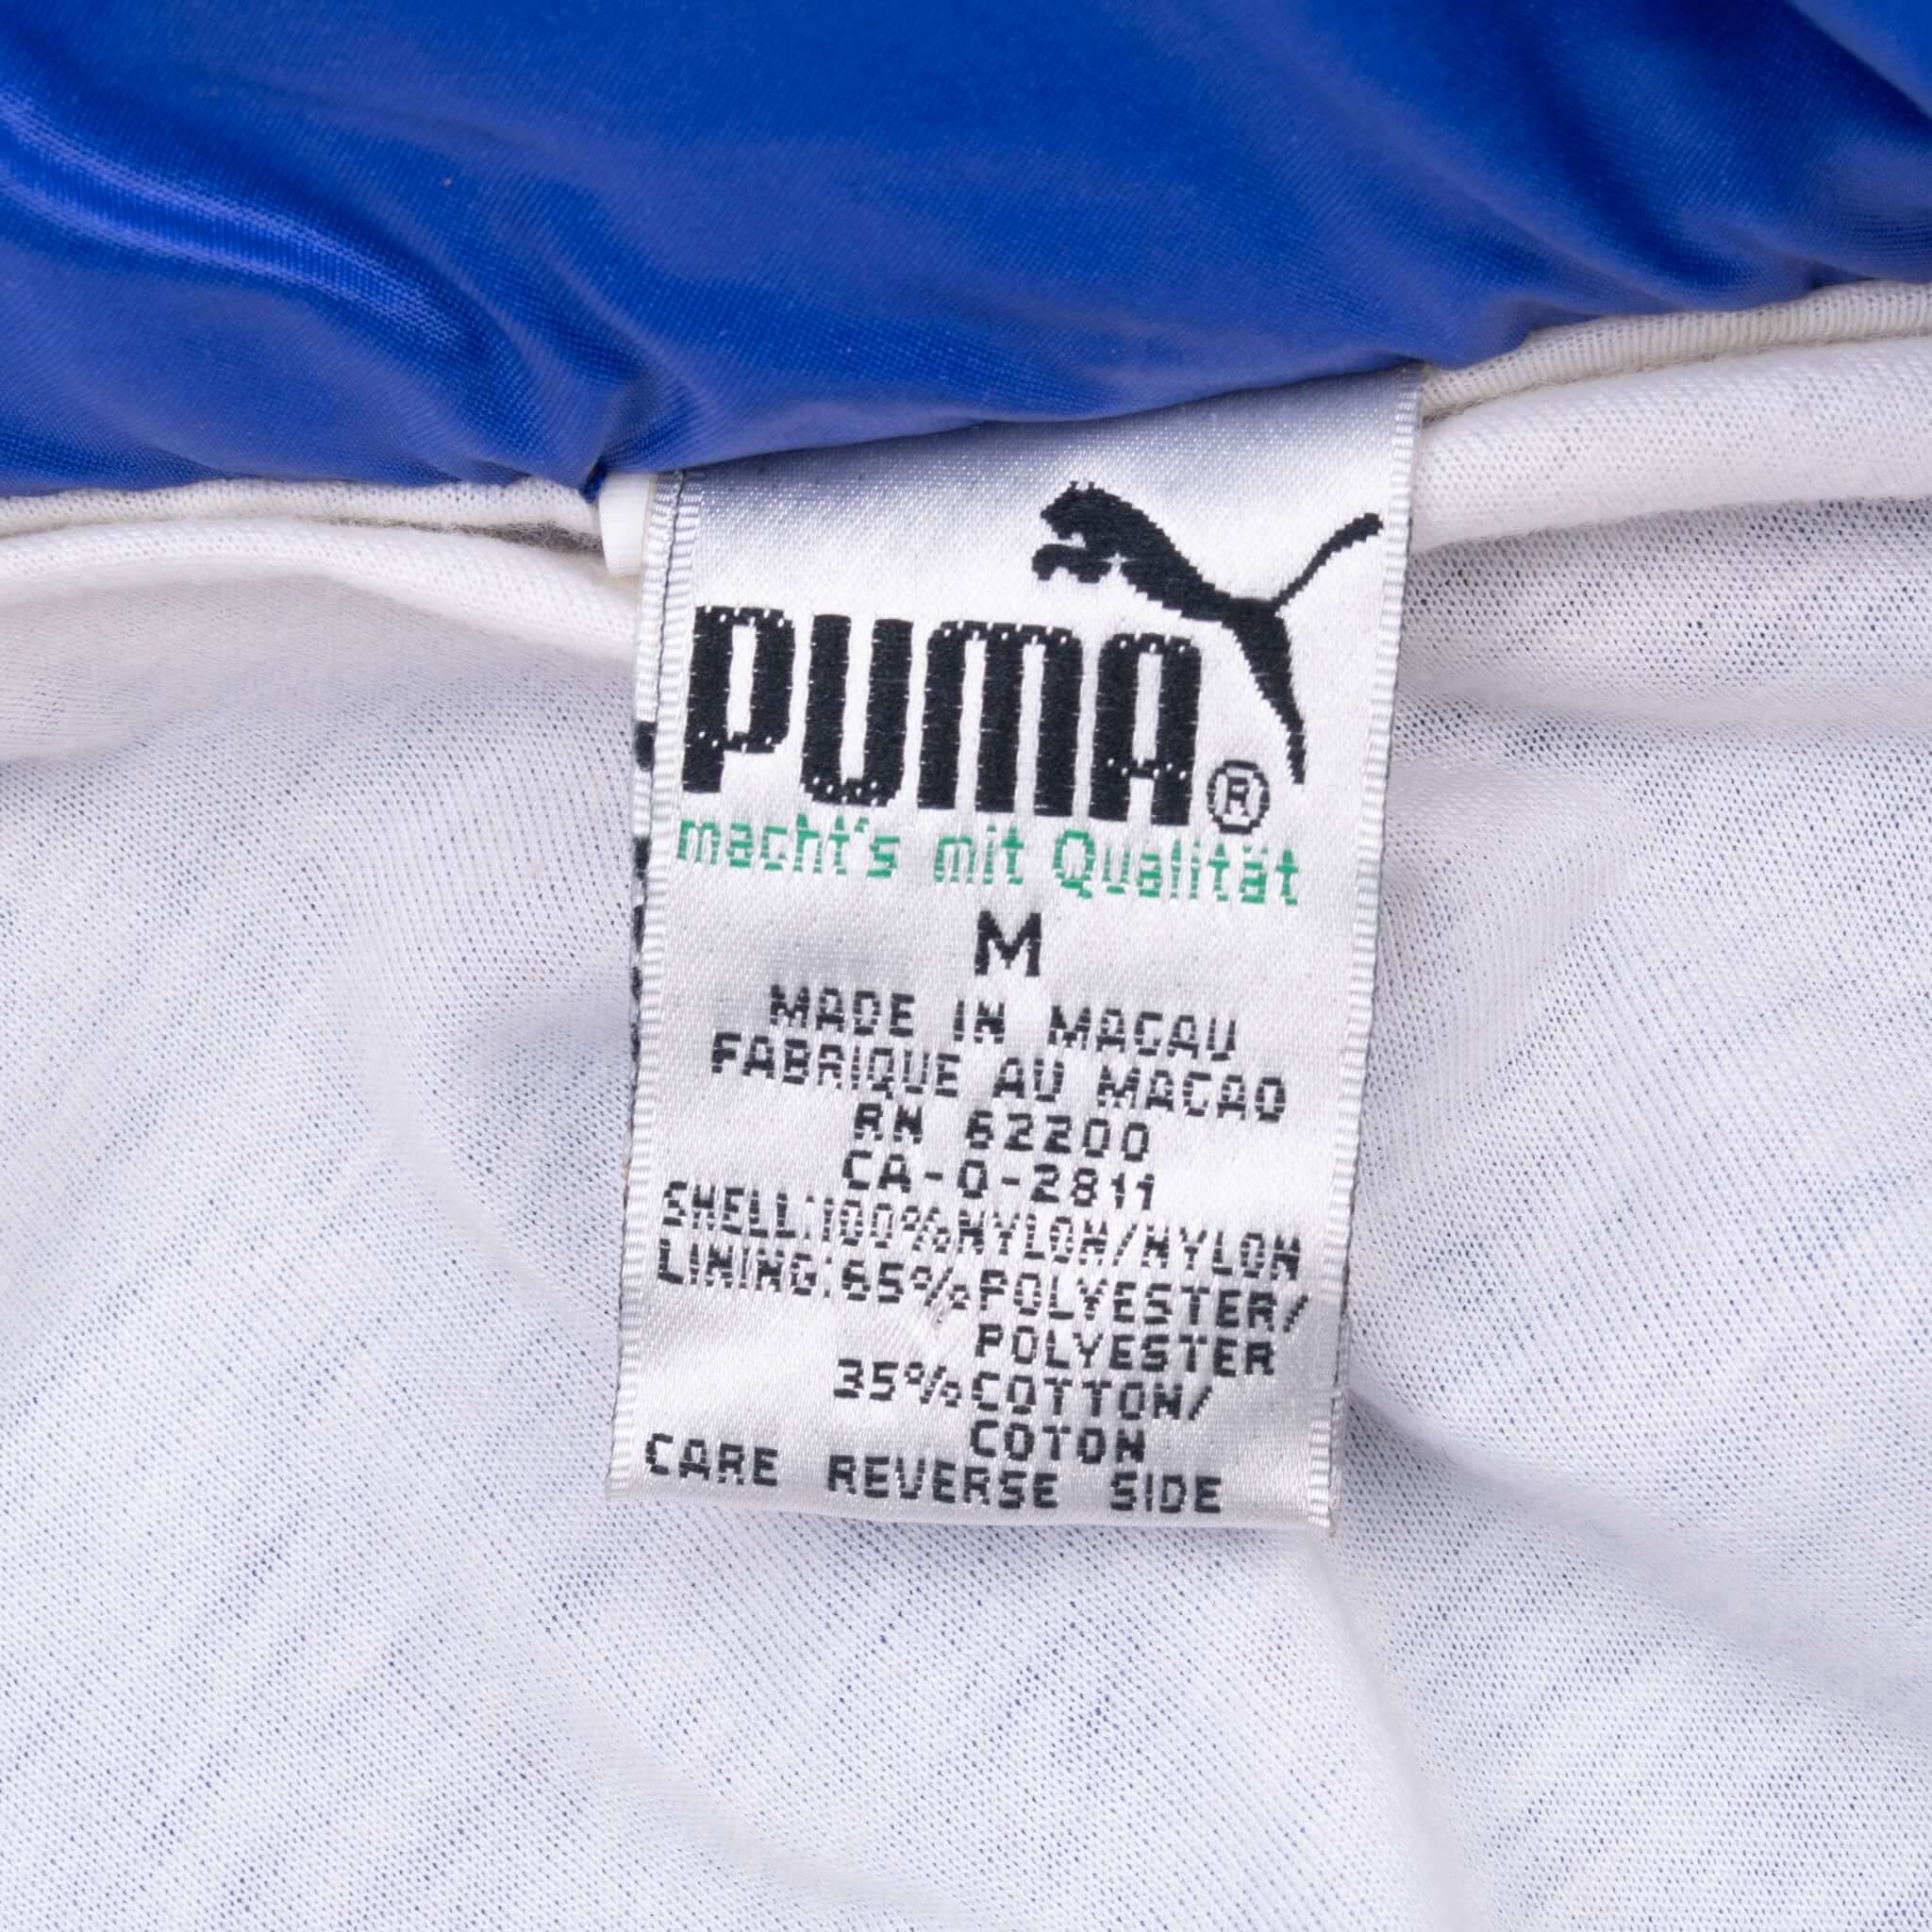 PUMA®
macht's mit Qualität
M
MADE IN MACAU
FABRIQUE AU MACAO
RN 62200
CA-0-2811
SHELL:100%NYLON/NYLON
LINING:65%POLYESTER/
POLYESTER
35%COTTON/
COTON
CARE REVERSE SIDE